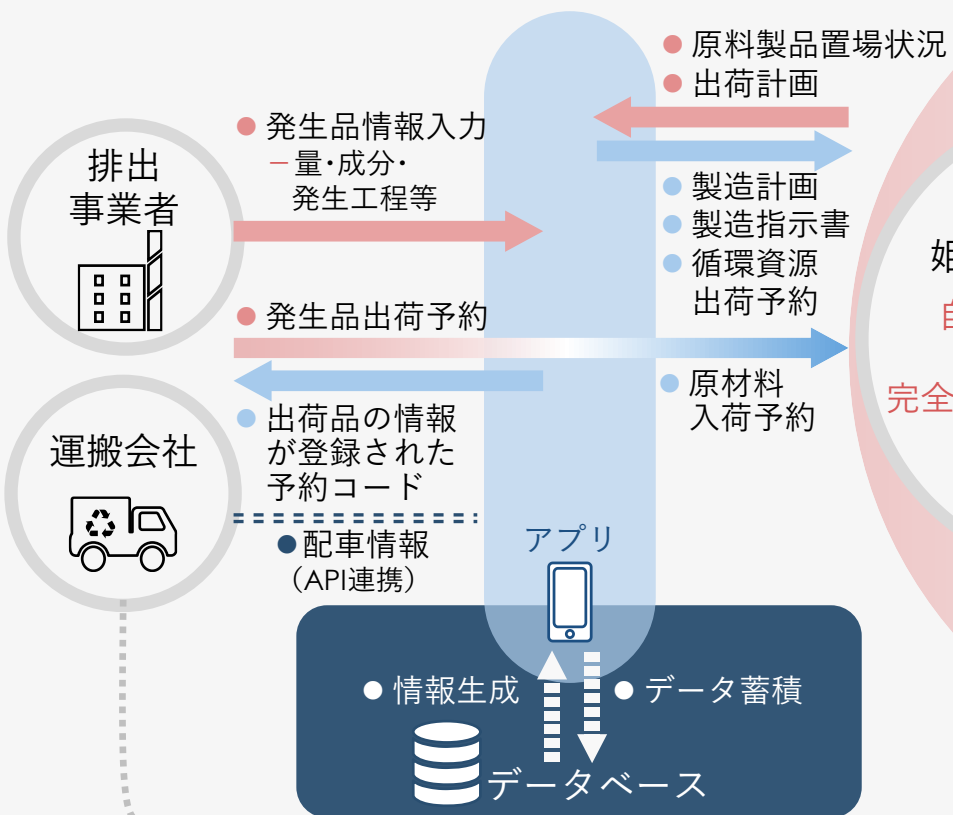 排出
事業者
● 発生品情報入力
－量・成分・
発生工程等
● 発生品出荷予約
● 出荷品の情報
が登録された
予約コード
運搬会社
● 配車情報
（API連携）
● 原料製品置場状況
● 出荷計画
● 製造計画
● 製造指示書
● 循環資源
出荷予約
● 原材料
入荷予約
完全
アプリ
● 情報生成
● データ蓄積
データベース